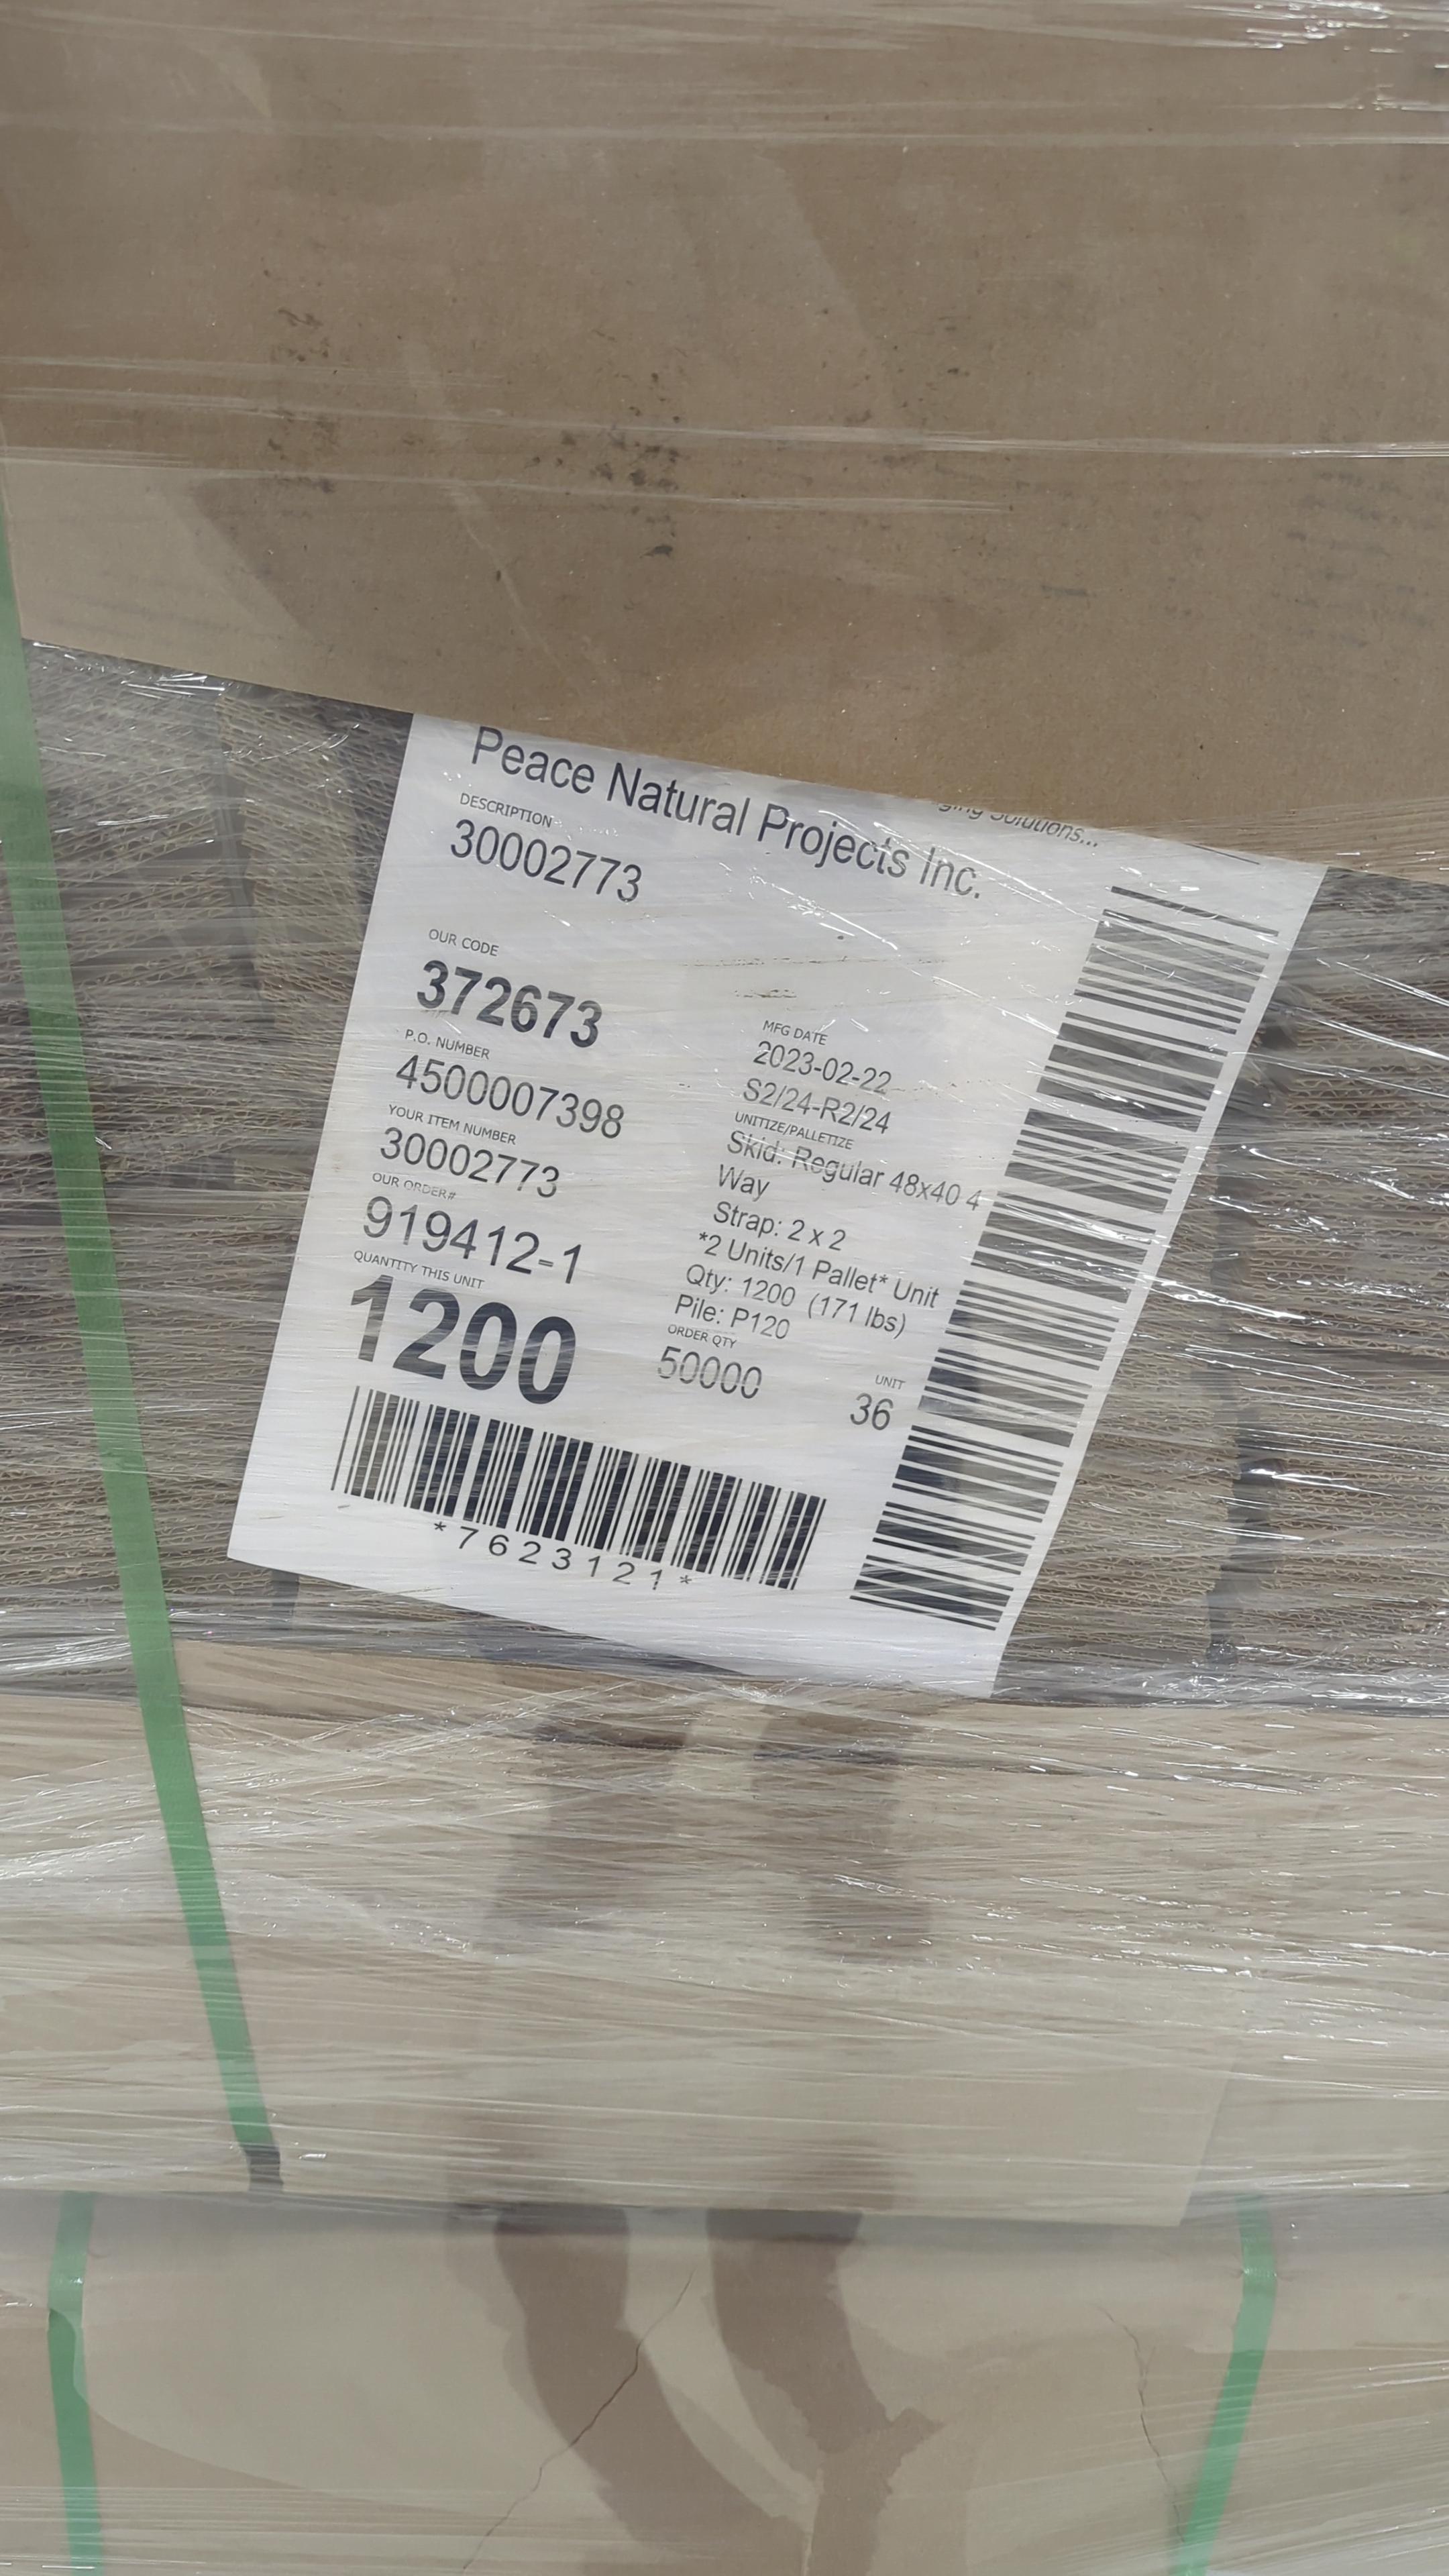 Solutions...
Peace Natural Projects Inc.
DESCRIPTION
30002773
OUR CODE
372673
P.O. NUMBER
4500007398
YOUR ITEM NUMBER
30002773
OUR ORDER#
919412-1
QUANTITY THIS UNIT
1200
MFG DATE
2023-02-22
S2/24-R2/24
UNITIZE/PALLETIZE
Skid: Regular 48x40 4
Way
Strap: 2 x 2
*2 Units/1 Pallet* Unit
Qty: 1200 (171 lbs)
Pile: P120
ORDER QTY
50000
UNIT
36
*7623121*